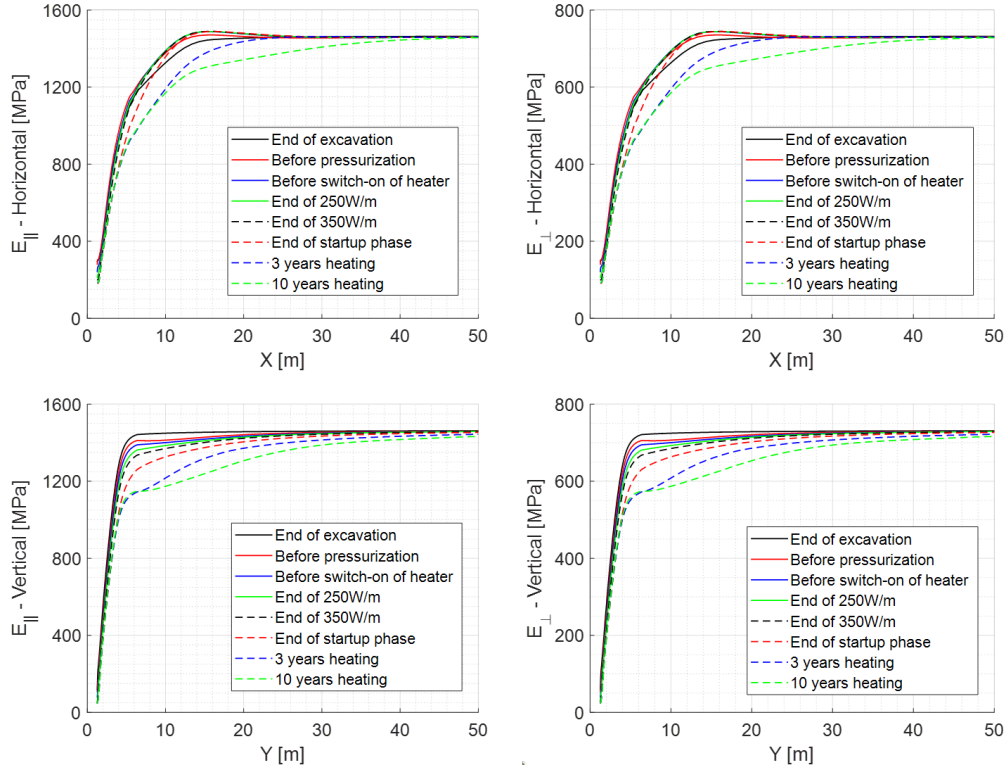 1600
1200
800
400
0
E|| - Horizontal [MPa]
End of excavation
Before pressurization
Before switch-on of heater
End of 250W/m
End of 350W/m
End of startup phase
3 years heating
10 years heating
0 10 20 30 40 50
X [m]
800
600
400
200
0
E⊥ - Horizontal [MPa]
End of excavation
Before pressurization
Before switch-on of heater
End of 250W/m
End of 350W/m
End of startup phase
3 years heating
10 years heating
0 10 20 30 40 50
X [m]
1600
1200
800
400
0
E|| - Vertical [MPa]
End of excavation
Before pressurization
Before switch-on of heater
End of 250W/m
End of 350W/m
End of startup phase
3 years heating
10 years heating
0 10 20 30 40 50
Y [m]
800
600
400
200
0
E⊥ - Vertical [MPa]
End of excavation
Before pressurization
Before switch-on of heater
End of 250W/m
End of 350W/m
End of startup phase
3 years heating
10 years heating
0 10 20 30 40 50
Y [m]